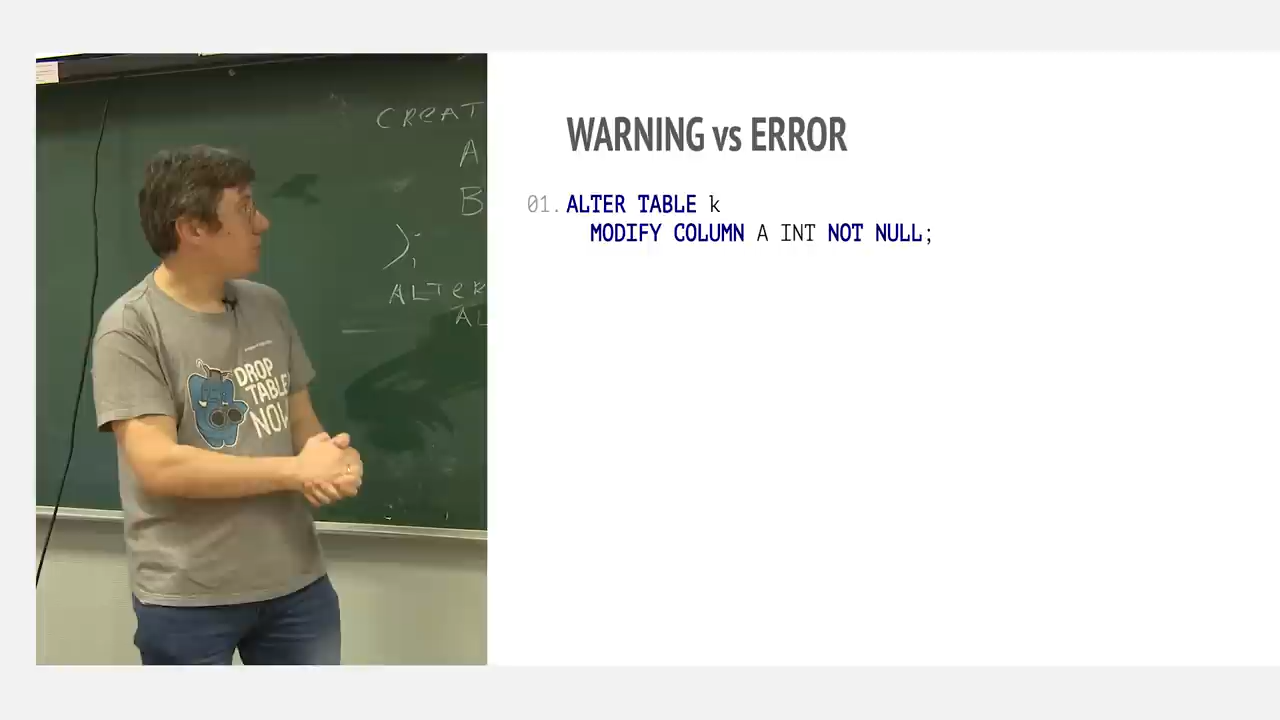 CREAT
A
B
);
ALTER
AL
DROP
TABLE
NOW
WARNING vs ERROR
01. ALTER TABLE k
MODIFY COLUMN A INT NOT NULL;